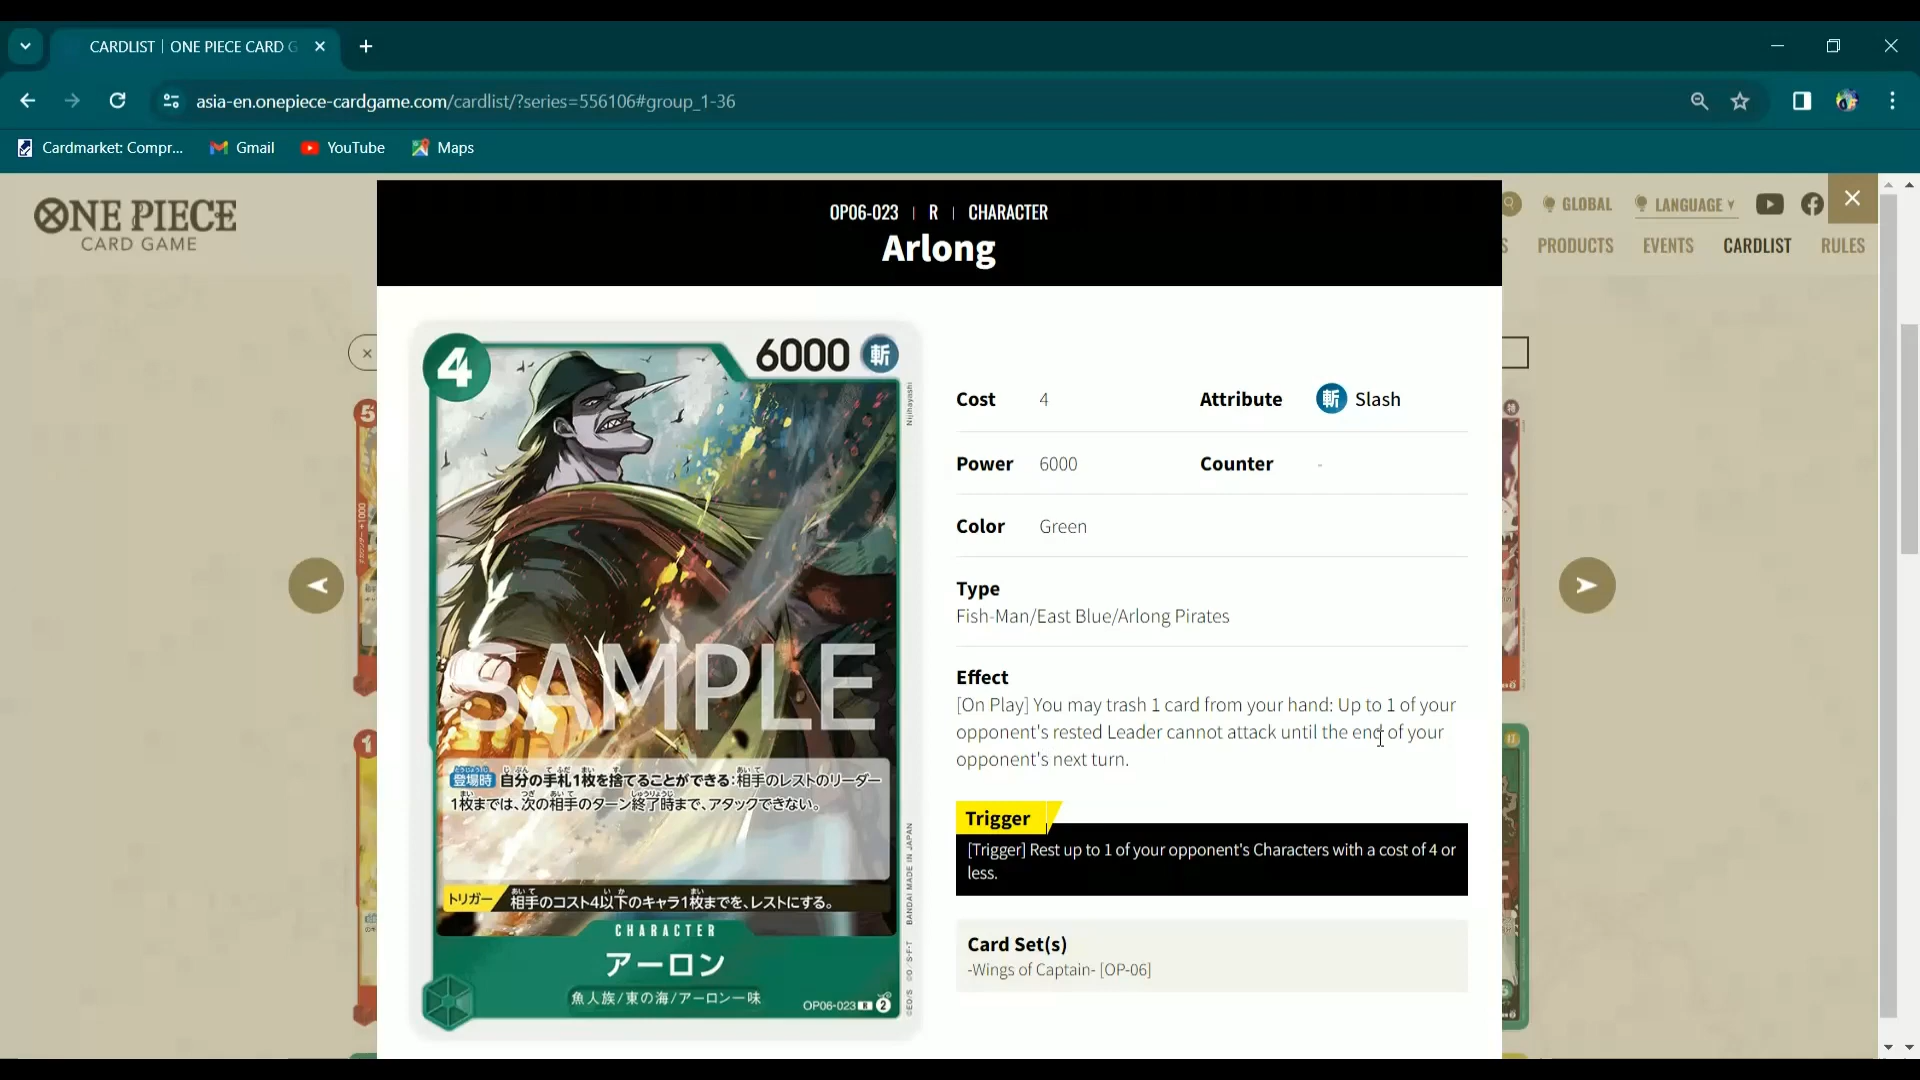 CARDLIST | ONE PIECE CARD G
asia-en.onepiece-cardgame.com/cardlist/?series=556106#group_1-36
Cardmarket: Compr...
Gmail
YouTube
Maps
ONE PIECE
CARD GAME
GLOBAL
LANGUAGE
S
PRODUCTS
EVENTS
CARDLIST
RULES
OP06-023 | R | CHARACTER
Arlong
4
6000
斬
Nijihayashi
SAMPLE
登場時 自分の手札1枚を捨てることができる:相手のレストのリーダー
1枚までは、次の相手のターン終了時まで、アタックできない。
トリガー 相手のコスト4以下のキャラ1枚までを、レストにする。
CHARACTER
アーロン
魚人族/東の海/アーロン一味
OP06-023 R 2
BANDAI MADE IN JAPAN
©EO/S ©O/S·F·T
Cost 4
Attribute 斬 Slash
Power 6000
Counter -
Color Green
Type
Fish-Man/East Blue/Arlong Pirates
Effect
[On Play] You may trash 1 card from your hand: Up to 1 of your
opponent's rested Leader cannot attack until the end of your
opponent's next turn.
Trigger
[Trigger] Rest up to 1 of your opponent's Characters with a cost of 4 or
less.
Card Set(s)
-Wings of Captain- [OP-06]
5
1